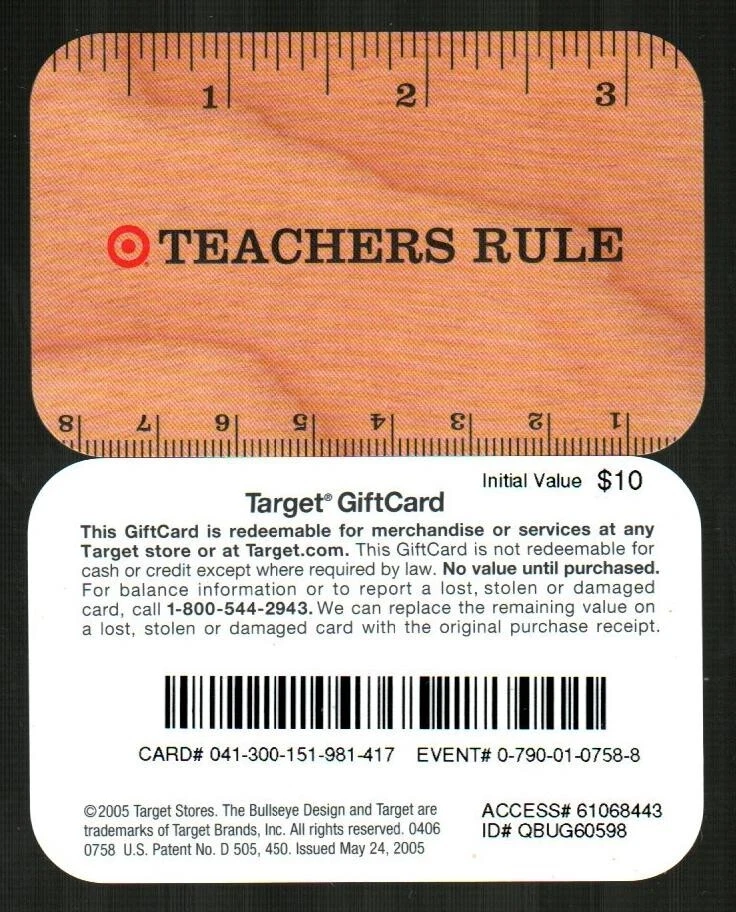 1 2 3
TEACHERS RULE
8 7 6 5 4 3 2 1
Initial Value $10
Target® GiftCard
This GiftCard is redeemable for merchandise or services at any
Target store or at Target.com. This GiftCard is not redeemable for
cash or credit except where required by law. No value until purchased.
For balance information or to report a lost, stolen or damaged
card, call 1-800-544-2943. We can replace the remaining value on
a lost, stolen or damaged card with the original purchase receipt.
CARD# 041-300-151-981-417 EVENT# 0-790-01-0758-8
©2005 Target Stores. The Bullseye Design and Target are
trademarks of Target Brands, Inc. All rights reserved. 0406
0758 U.S. Patent No. D 505, 450. Issued May 24, 2005
ACCESS# 61068443
ID# QBUG60598